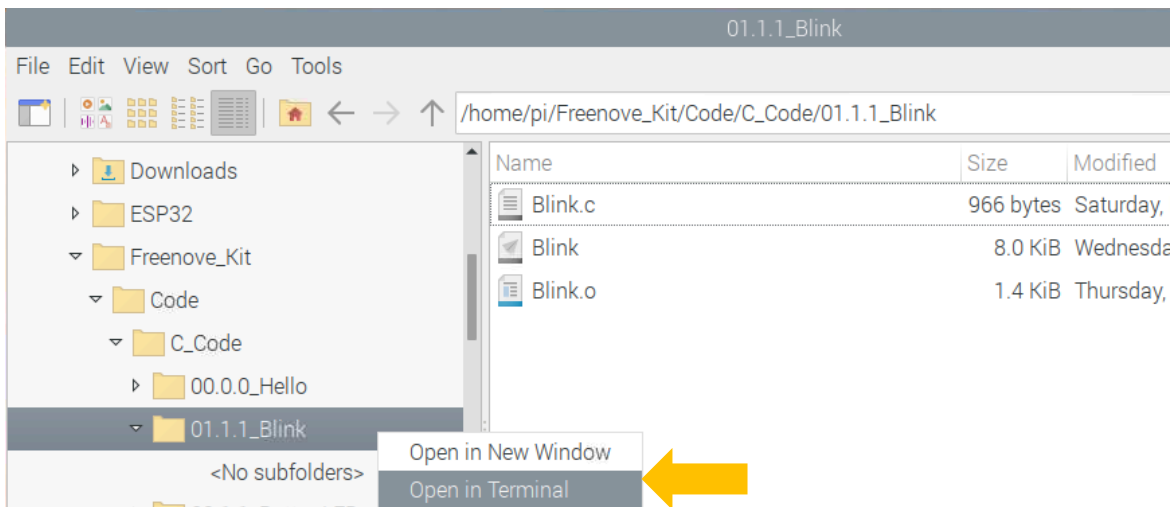 01.1.1_Blink
File Edit View Sort Go Tools
/home/pi/Freenove_Kit/Code/C_Code/01.1.1_Blink
Downloads
ESP32
Freenove_Kit
Code
C_Code
00.0.0_Hello
01.1.1_Blink
<No subfolders>
Name Size Modified
Blink.c 966 bytes Saturday,
Blink 8.0 KiB Wednesda
Blink.o 1.4 KiB Thursday,
Open in New Window
Open in Terminal